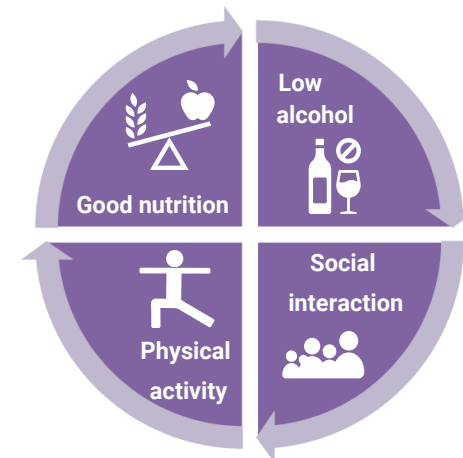 Good nutrition
Low
alcohol
Physical
activity
Social
interaction